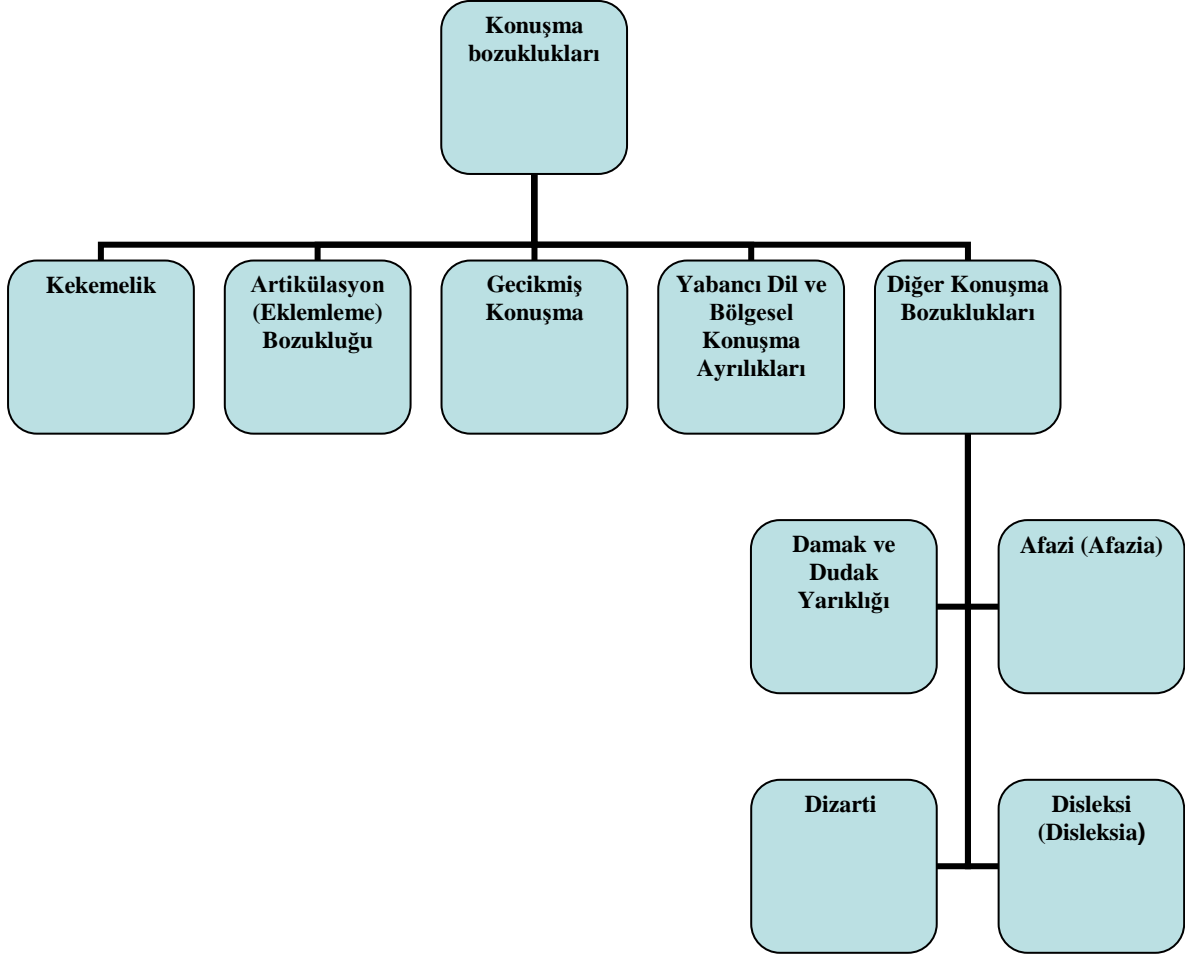 Konuşma
bozuklukları
Kekemelik
Artikülasyon
(Eklemleme)
Bozukluğu
Gecikmiş
Konuşma
Yabancı Dil ve
Bölgesel
Konuşma
Ayrılıkları
Diğer Konuşma
Bozuklukları
Damak ve
Dudak
Yarıklığı
Afazi (Afazia)
Dizarti
Disleksi
(Disleksia)